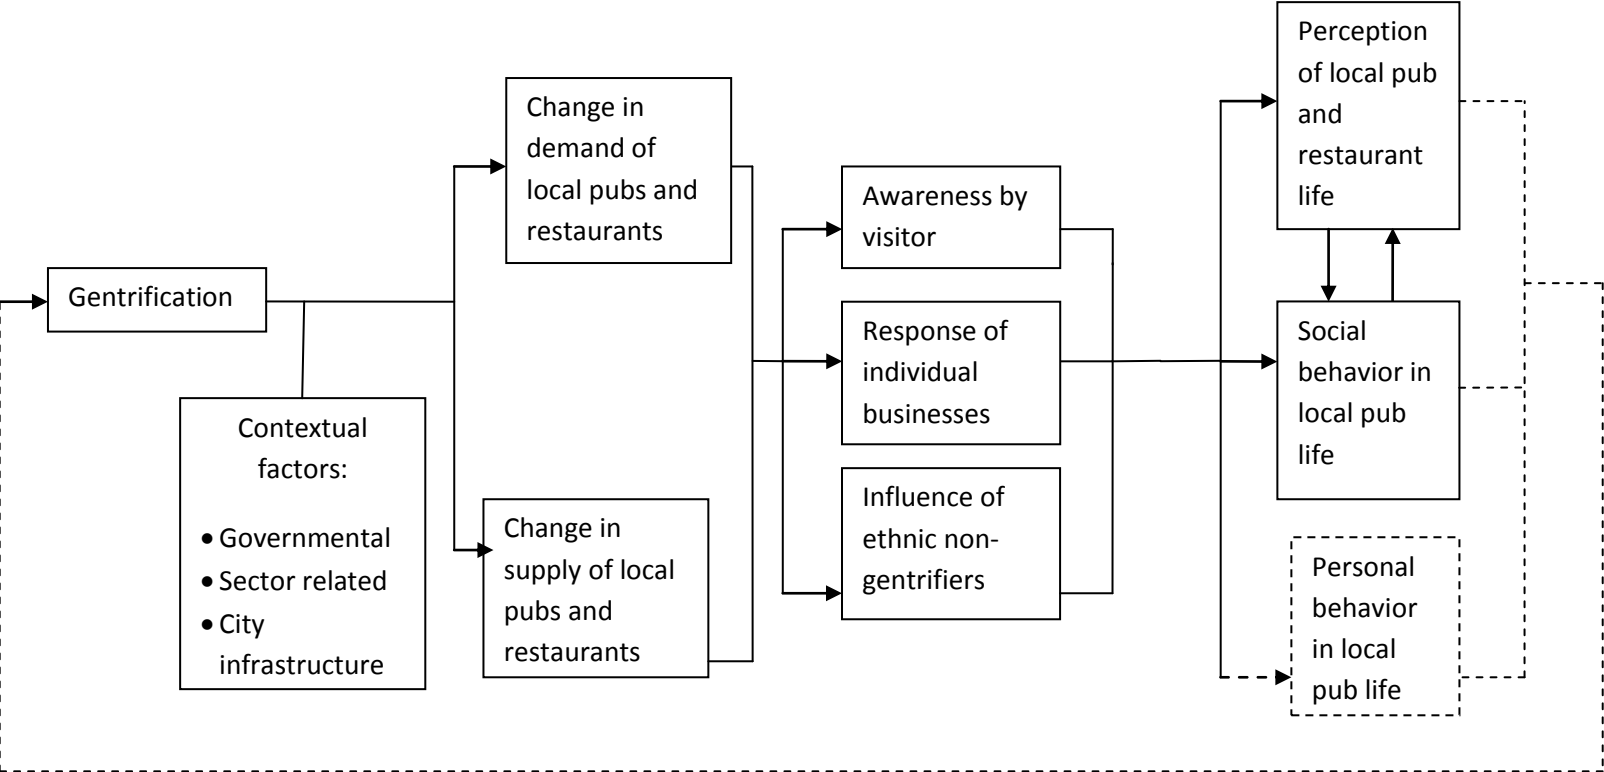 Gentrification
Contextual
factors:
• Governmental
• Sector related
• City
infrastructure
Change in
demand of
local pubs and
restaurants
Change in
supply of local
pubs and
restaurants
Awareness by
visitor
Response of
individual
businesses
Influence of
ethnic non-
gentrifiers
Perception
of local pub
and
restaurant
life
Social
behavior in
local pub
life
Personal
behavior
in local
pub life